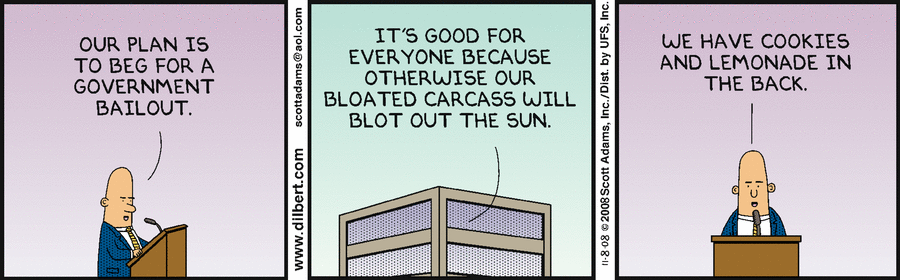 OUR PLAN IS
TO BEG FOR A
GOVERNMENT
BAILOUT.
www.dilbert.com
scottadams@aol.com
IT'S GOOD FOR
EVERYONE BECAUSE
OTHERWISE OUR
BLOATED CARCASS WILL
BLOT OUT THE SUN.
11-8-08 © 2008 Scott Adams, Inc./Dist. by UFS, Inc.
WE HAVE COOKIES
AND LEMONADE IN
THE BACK.